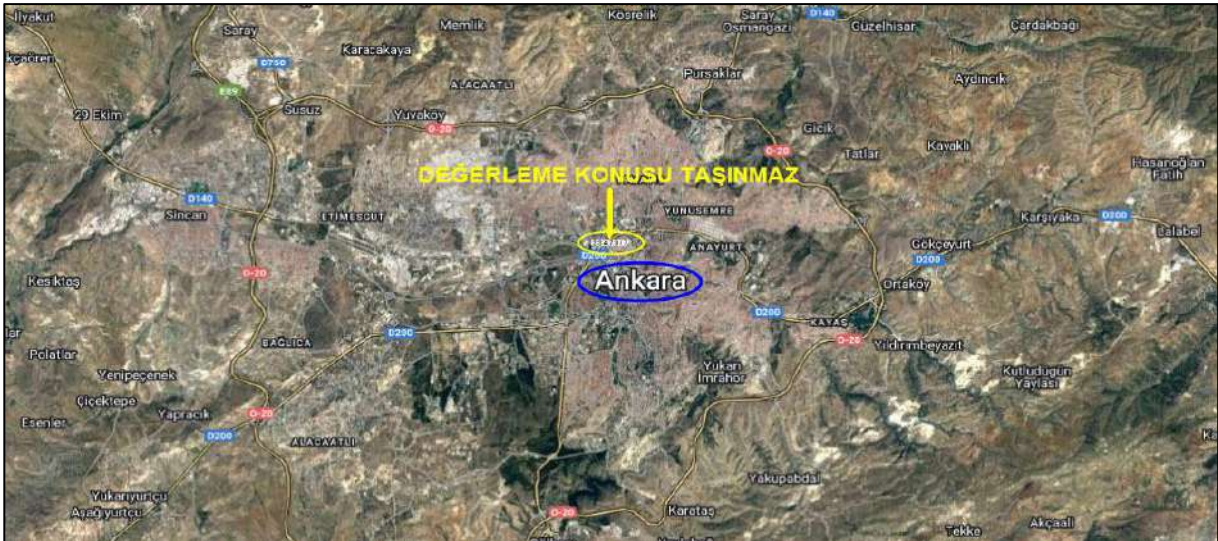 İlyakut
Memlik
Kösrelik
Saray
Osmangazi
D140
Güzelhisar
Çardakbağı
Saray
Karacakaya
D750
E89
ALACAATLI
Pursaklar
Aydıncık
29 Ekim
Susuz
Yuvaköy
O-20
Gicik
O-20
Tatlar
Kayaklı
Hasanoğlan
Fatih
DEĞERLEME KONUSU TAŞINMAZ
D140
Sincan
ETİMESGUT
YUNUSEMRE
Karşıyaka
D200
Lalabel
ANAYURT
Gökçeyurt
D200
D200
Kesiktaş
O-20
Ankara
Ortaköy
D200
KAYAŞ
O-20
Yıldırımbeyazıt
D200
BAĞLICA
Polatlar
Yenipeçenek
Yukarı
İmrahor
Kutludüğün
Yaylası
Çiçektepe
Esenler
Yapracık
O-20
D200
ALACAATLI
Yakupabdal
Yukarıyurtçu
Aşağıyurtçu
O-20
Karataş
Tekke
Akçaali